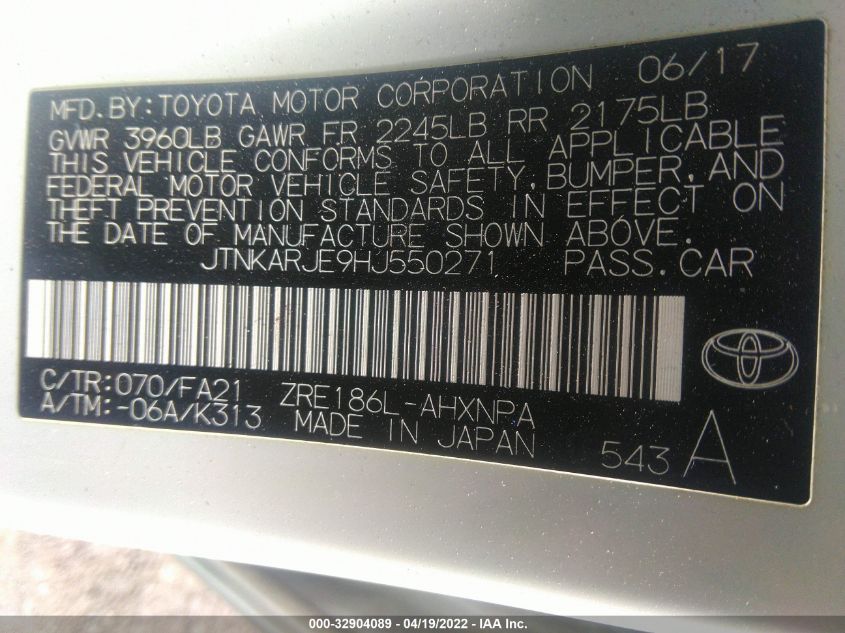 MFD.BY:TOYOTA MOTOR CORPORATION 06/17
GVWR 3960LB GAWR FR 2245LB RR 2175LB
THIS VEHICLE CONFORMS TO ALL APPLICABLE
FEDERAL MOTOR VEHICLE SAFETY,BUMPER,AND
THEFT PREVENTION STANDARDS IN EFFECT ON
THE DATE OF MANUFACTURE SHOWN ABOVE.
JTNKARJE9HJ550271 PASS.CAR
C/TR:070/FA21 ZRE186L-AHXNPA
A/TM:-06A/K313 MADE IN JAPAN 543 A
000-32904089 - 04/19/2022 - IAA Inc.